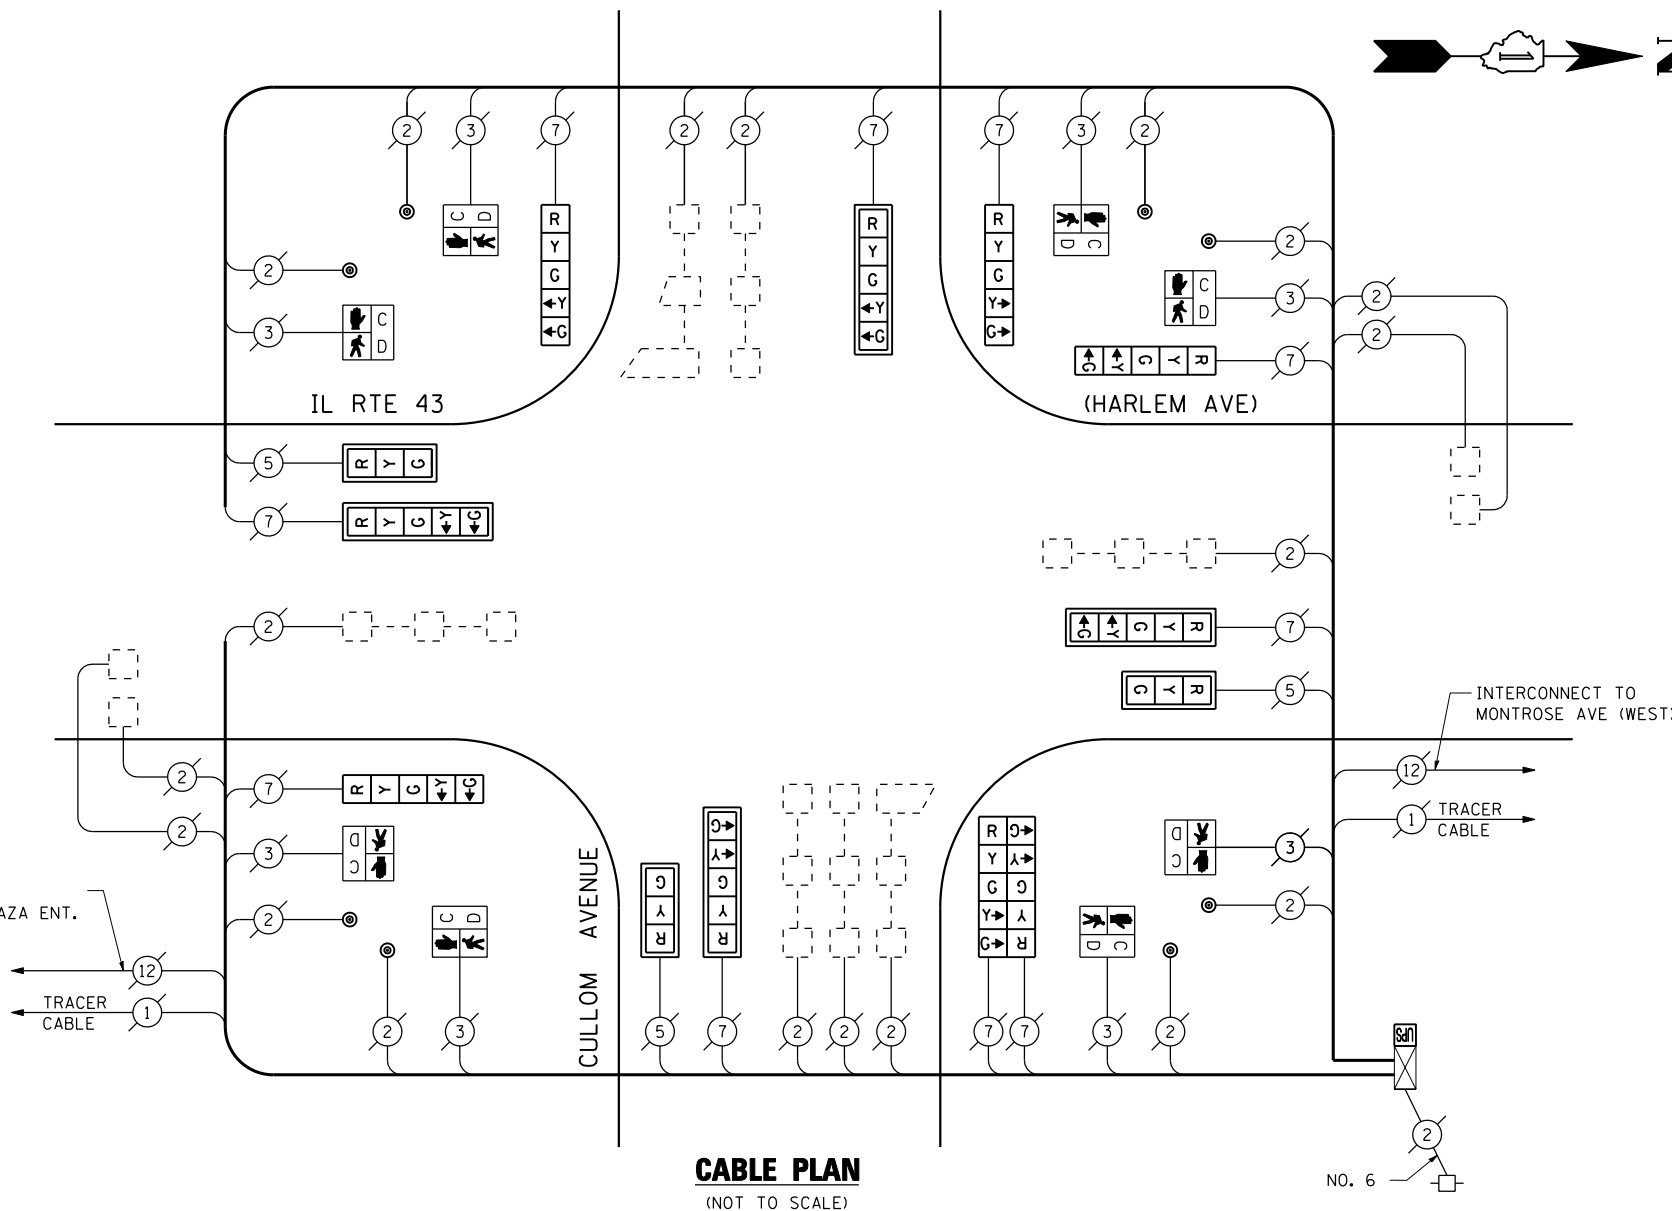 1
N
2 3 7 2 2 7 7 3 2
C D
R
Y
G
Y
G
R
Y
G
Y
G
R
Y
G
Y
G
D C
2
3
C
D
2
3
C
D
7
R Y G Y G
2
2
IL RTE 43
(HARLEM AVE)
5
R Y G
7
R Y G Y G
2
2
7
R Y G Y G
5
R Y G
INTERCONNECT TO
MONTROSE AVE (WEST
12
1
TRACER
CABLE
2
7
R Y G Y G
2
3
C D
2
AZA ENT.
12
TRACER
CABLE
1
C D
2 3
CULLOM AVENUE
R Y G
5
R Y G Y G
7
2 2 2
R G
Y Y
G G
Y Y
G R
7 7
D C
3 2
C D
3
2
UPS
2
NO. 6
CABLE PLAN
(NOT TO SCALE)